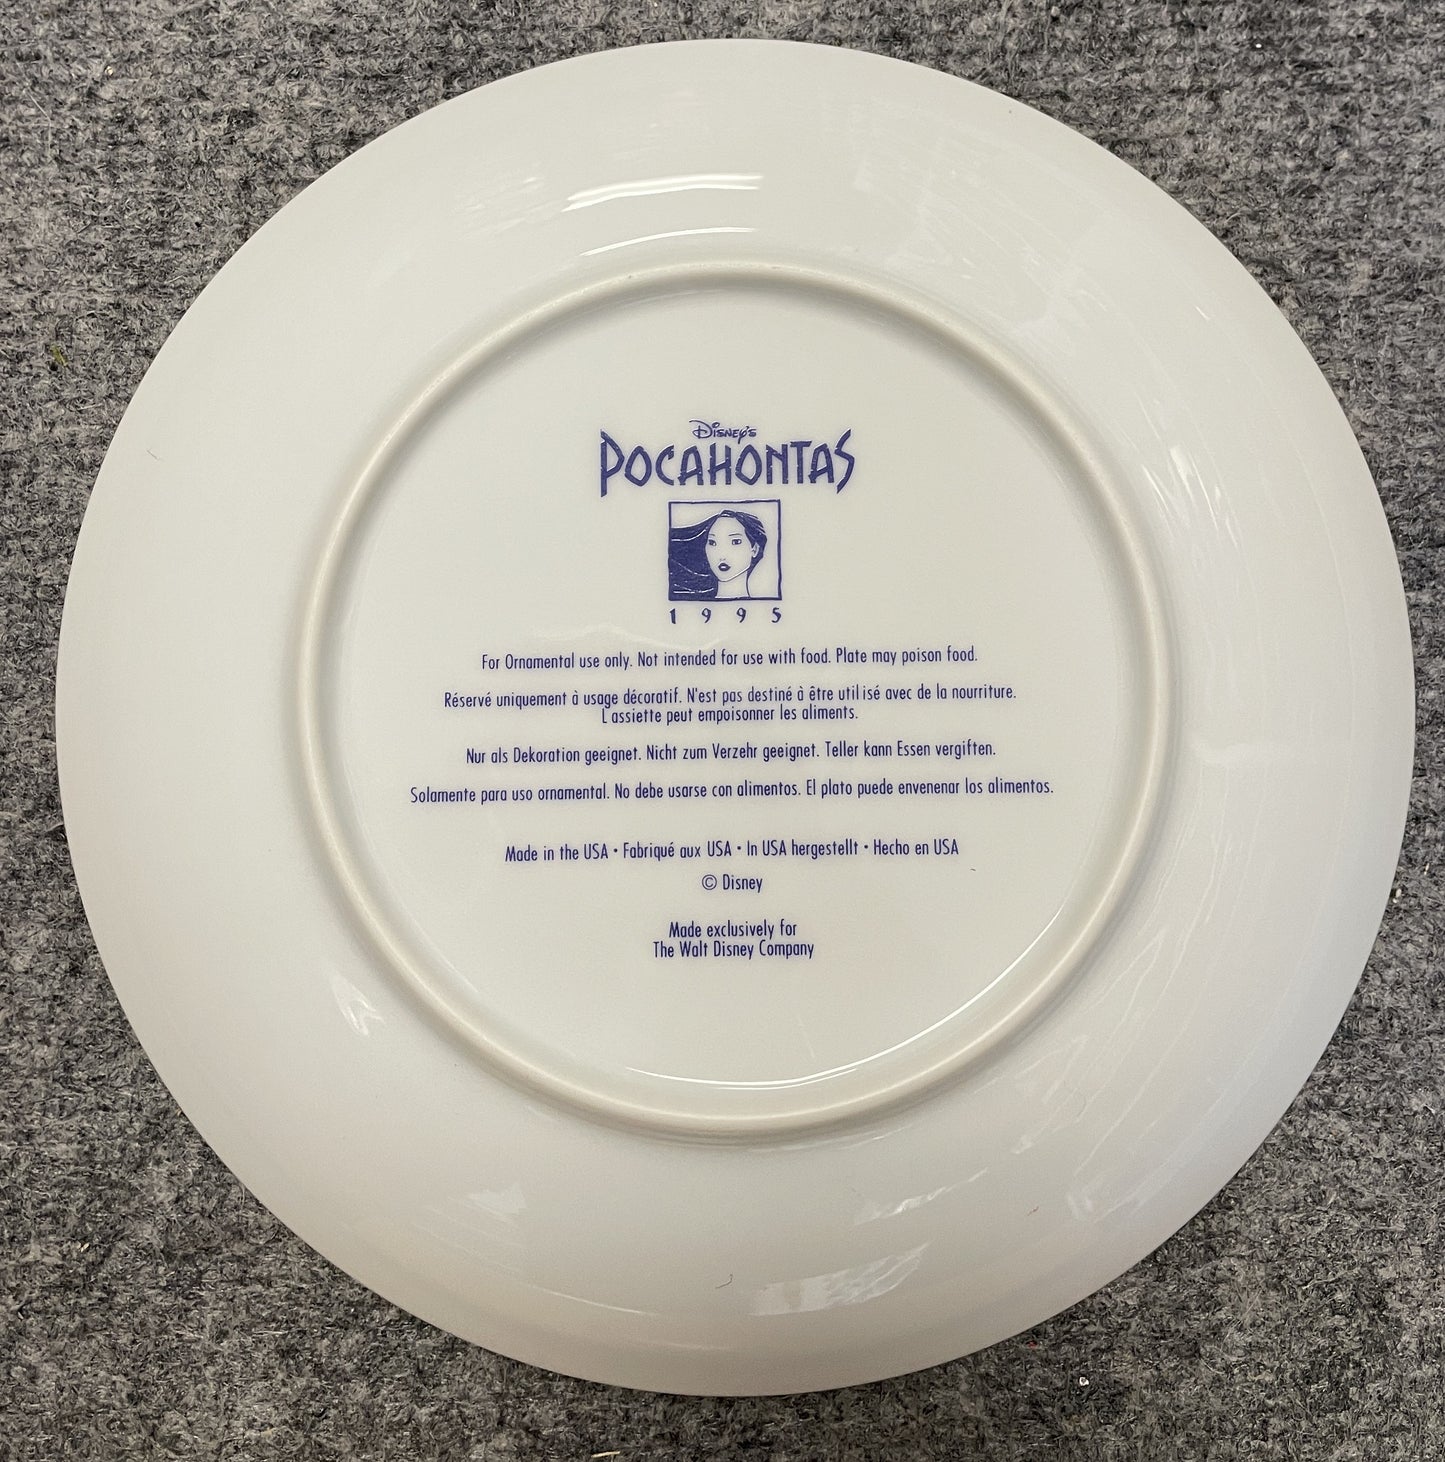 Disney's
POCAHONTAS
1995
For Ornamental use only. Not intended for use with food. Plate may poison food.
Réservé uniquement à usage décoratif. N'est pas destiné à être utilisé avec de la nourriture.
L assiette peut empoisonner les aliments.
Nur als Dekoration geeignet. Nicht zum Verzehr geeignet. Teller kann Essen vergiften.
Solamente para uso ornamental. No debe usarse con alimentos. El plato puede envenenar los alimentos.
Made in the USA • Fabriqué aux USA • In USA hergestellt • Hecho en USA
© Disney
Made exclusively for
The Walt Disney Company